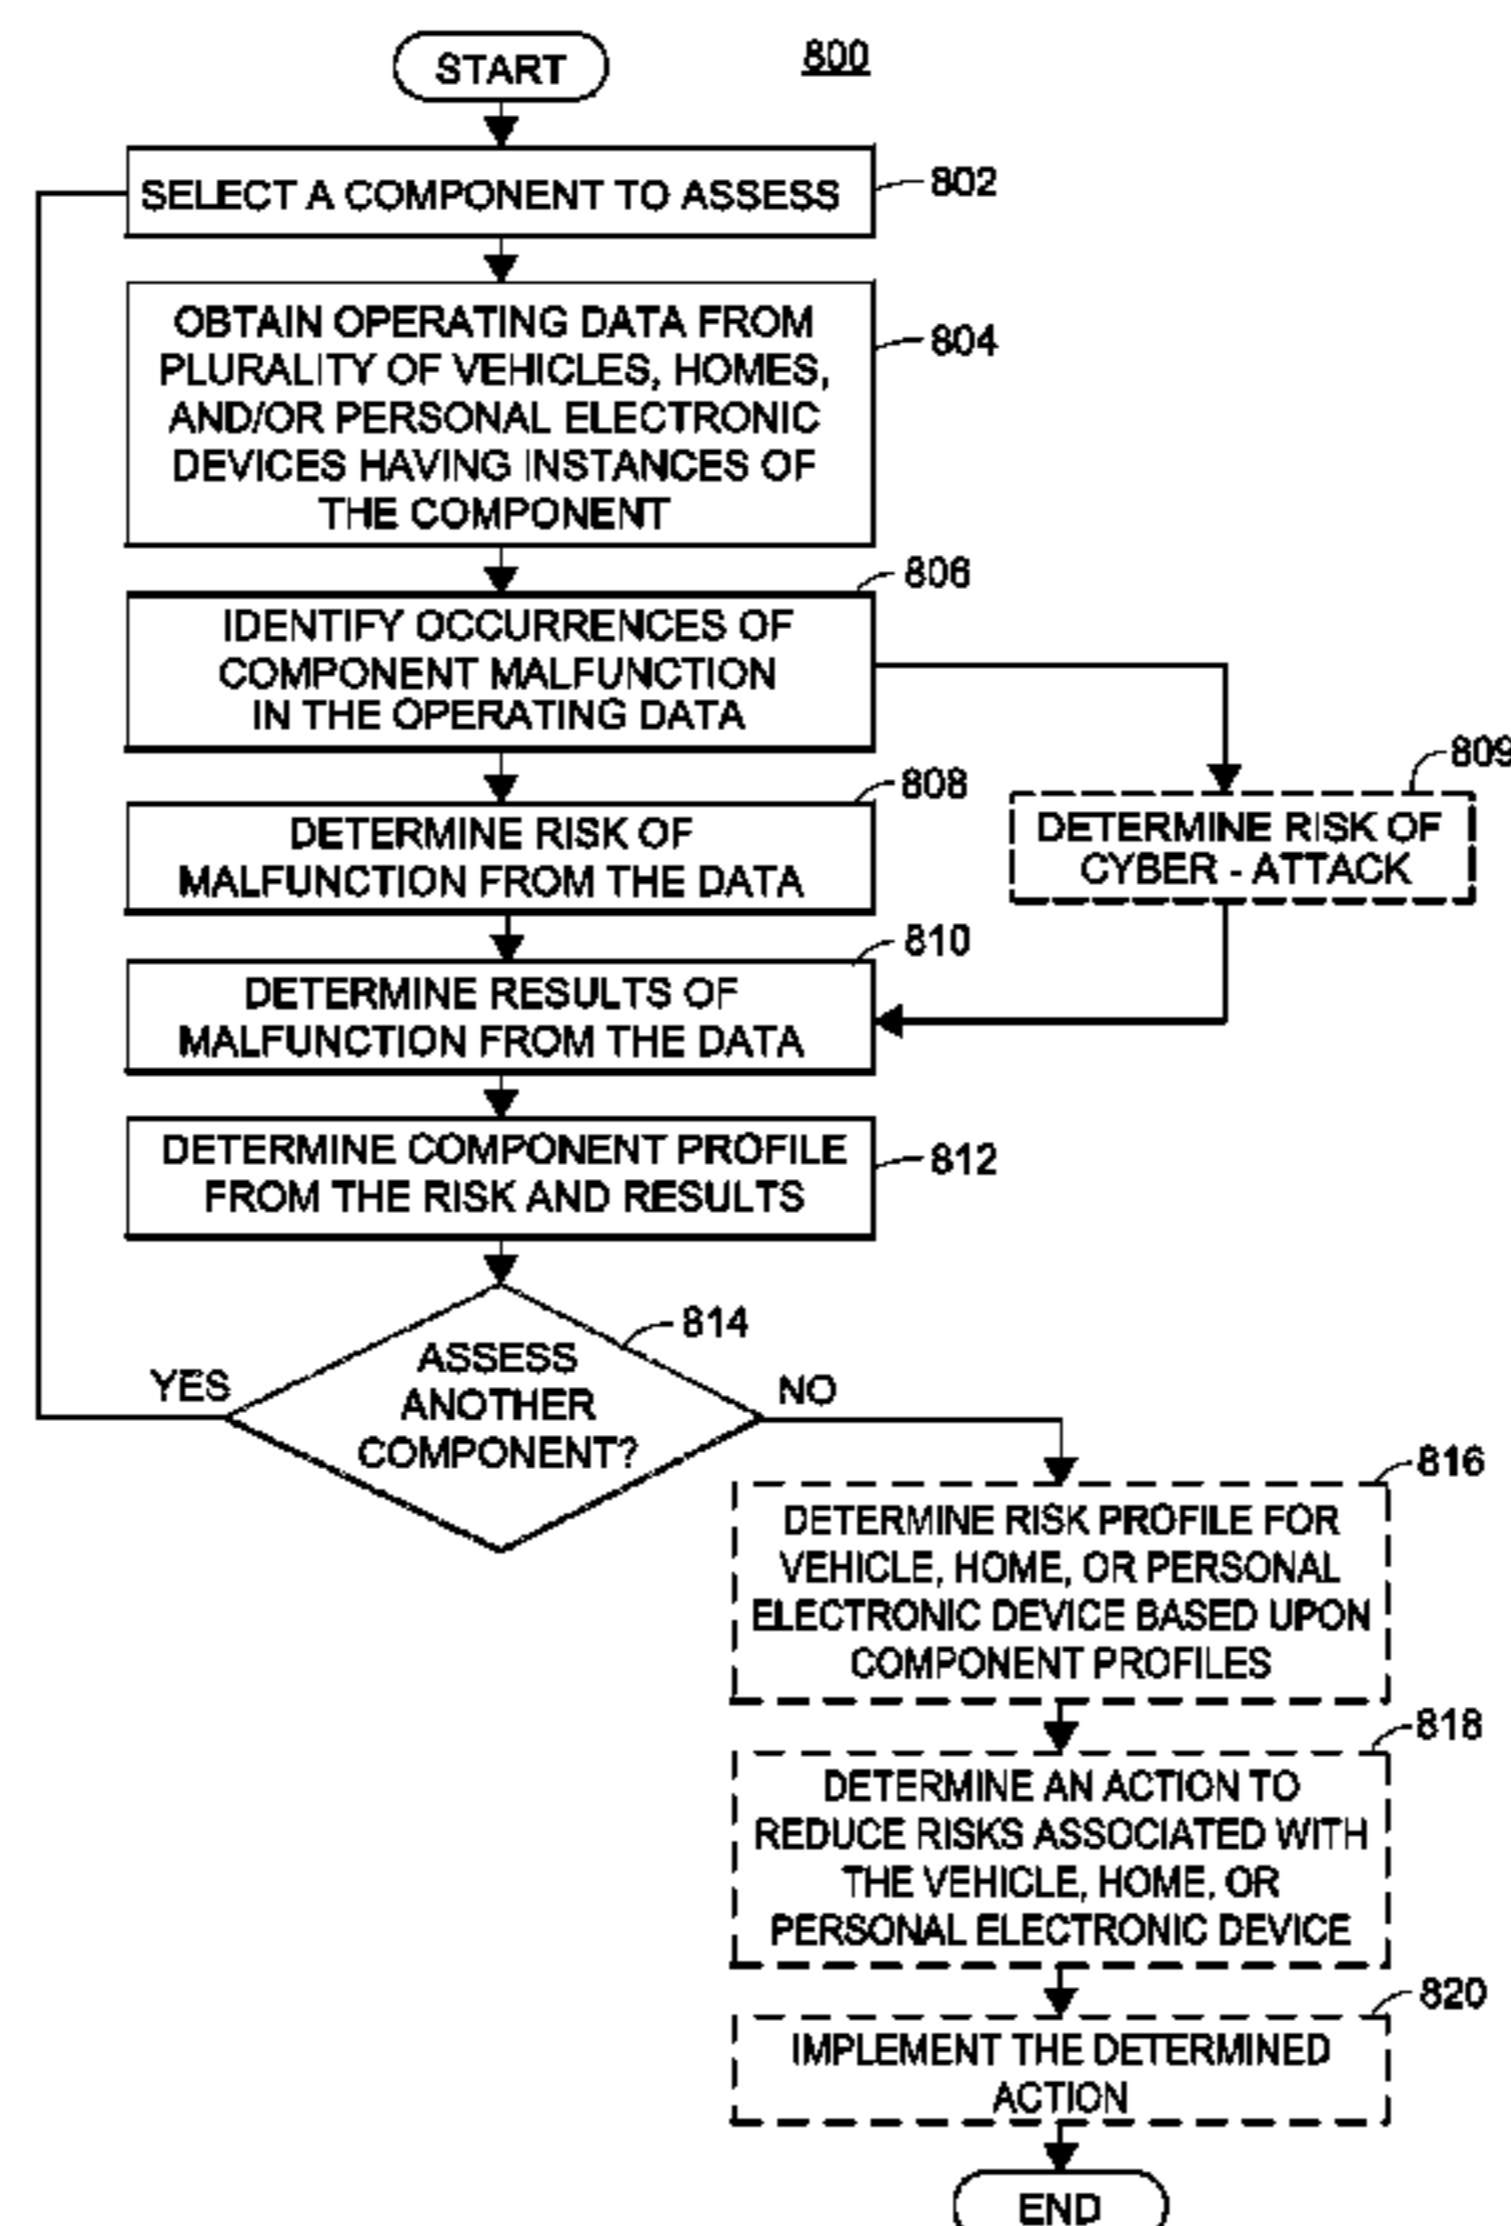 START
800
SELECT A COMPONENT TO ASSESS
802
OBTAIN OPERATING DATA FROM
PLURALITY OF VEHICLES, HOMES,
AND/OR PERSONAL ELECTRONIC
DEVICES HAVING INSTANCES OF
THE COMPONENT
804
806
IDENTIFY OCCURRENCES OF
COMPONENT MALFUNCTION
IN THE OPERATING DATA
808
DETERMINE RISK OF
MALFUNCTION FROM THE DATA
809
DETERMINE RISK OF
CYBER - ATTACK
810
DETERMINE RESULTS OF
MALFUNCTION FROM THE DATA
DETERMINE COMPONENT PROFILE
FROM THE RISK AND RESULTS
812
814
ASSESS
ANOTHER
COMPONENT?
YES
NO
816
DETERMINE RISK PROFILE FOR
VEHICLE, HOME, OR PERSONAL
ELECTRONIC DEVICE BASED UPON
COMPONENT PROFILES
818
DETERMINE AN ACTION TO
REDUCE RISKS ASSOCIATED WITH
THE VEHICLE, HOME, OR
PERSONAL ELECTRONIC DEVICE
820
IMPLEMENT THE DETERMINED
ACTION
END